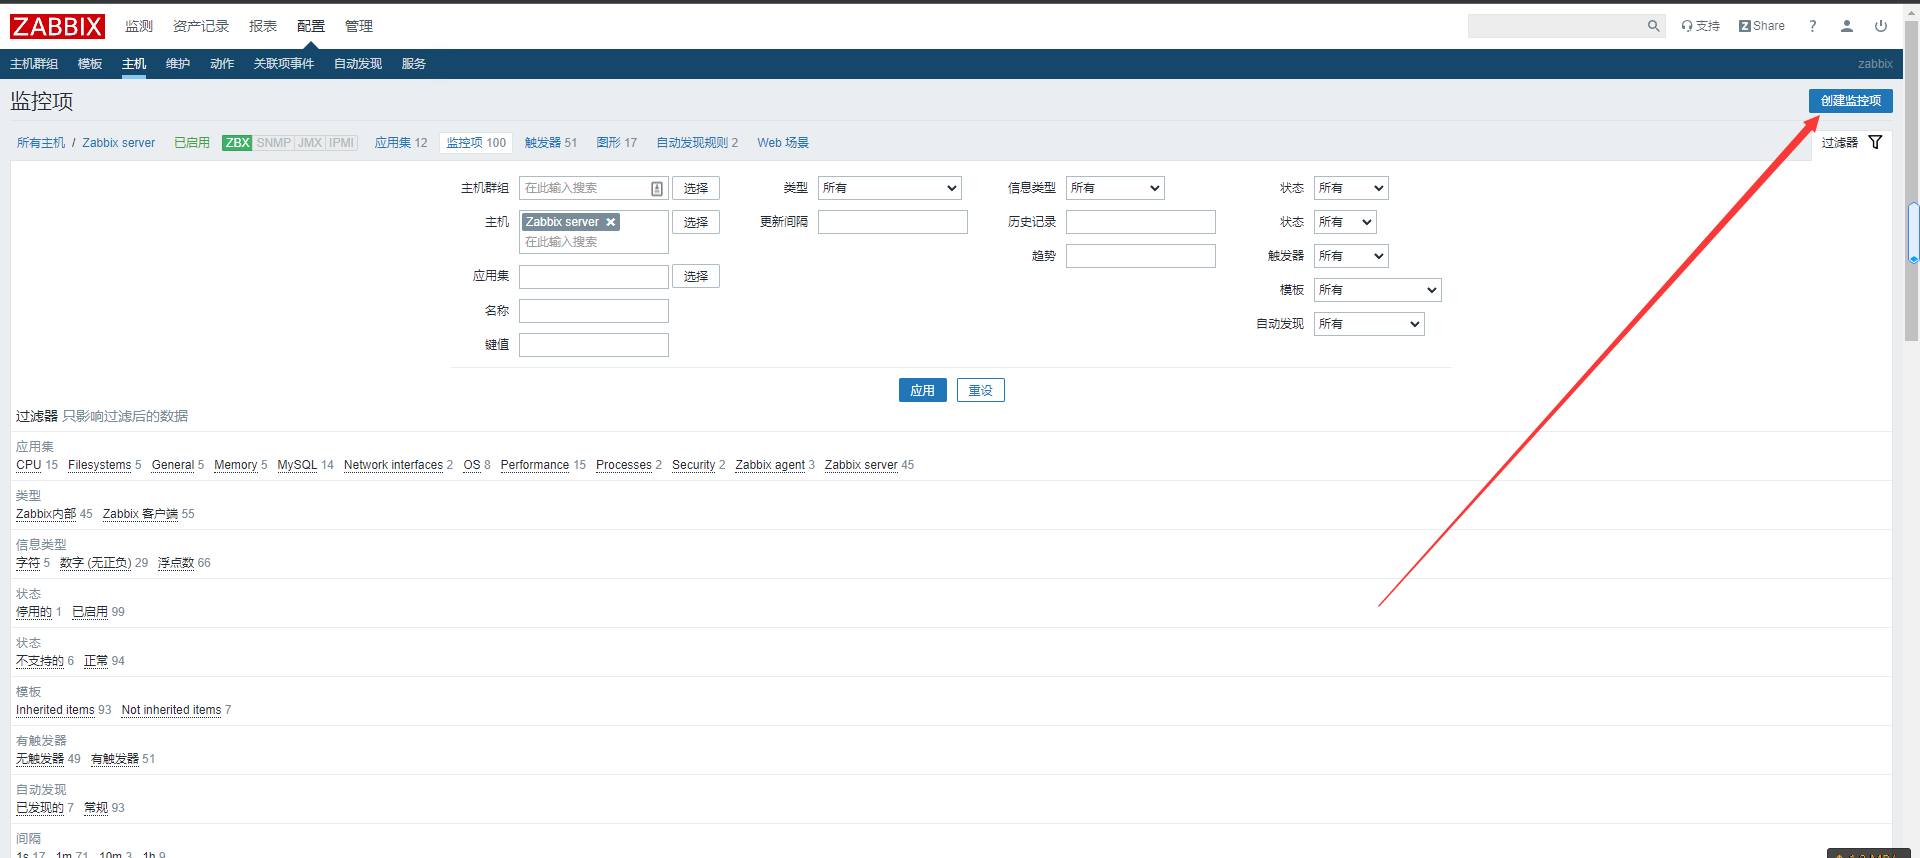 ZABBIX 监测 资产记录 报表 配置 管理 支持 Share ?
主机群组 模板 主机 维护 动作 关联项事件 自动发现 服务 zabbix
监控项 创建监控项
所有主机 / Zabbix server 已启用 ZBX SNMP JMX IPMI 应用集 12 监控项 100 触发器 51 图形 17 自动发现规则 2 Web 场景 过滤器
主机群组 在此输入搜索 选择 类型 所有 信息类型 所有 状态 所有
主机 Zabbix server 选择 更新间隔 历史记录 状态 所有
在此输入搜索
趋势 触发器 所有
应用集 选择
模板 所有
名称
自动发现 所有
键值
应用 重设
过滤器 只影响过滤后的数据
应用集
CPU 15 Filesystems 5 General 5 Memory 5 MySQL 14 Network interfaces 2 OS 8 Performance 15 Processes 2 Security 2 Zabbix agent 3 Zabbix server 45
类型
Zabbix内部 45 Zabbix 客户端 55
信息类型
字符 5 数字 (无正负) 29 浮点数 66
状态
停用的 1 已启用 99
状态
不支持的 6 正常 94
模板
Inherited items 93 Not inherited items 7
有触发器
无触发器 49 有触发器 51
自动发现
已发现的 7 常规 93
间隔
1s 17 1m 71 10m 3 1h 9